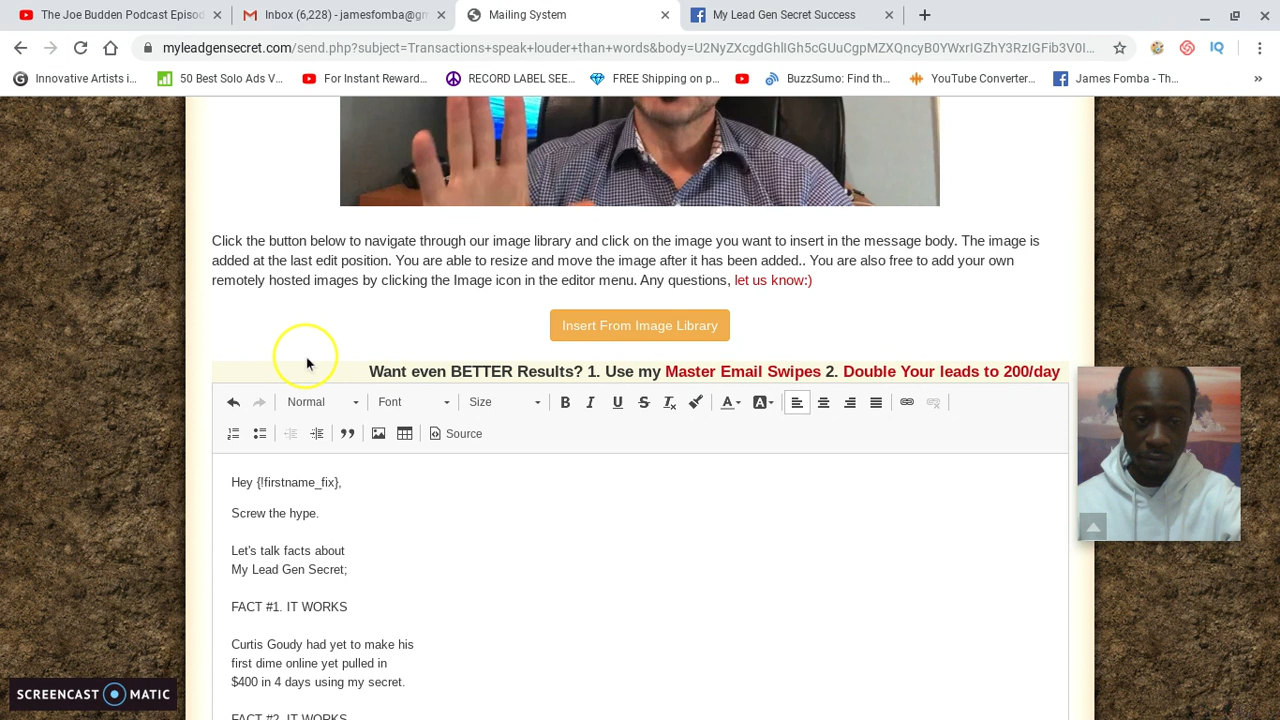 The Joe Budden Podcast Episod
Inbox (6,228) - jamesfomba@gm
Mailing System
My Lead Gen Secret Success
myleadgensecret.com/send.php?subject=Transactions+speak+louder+than+words&body=U2NyZXcgdGhlIGh5cGUuCgpMZXQncyB0YWxrIGZhY3RzIGFib3V0I...
Innovative Artists i...
50 Best Solo Ads V...
For Instant Reward...
RECORD LABEL SEE...
FREE Shipping on p...
BuzzSumo: Find th...
YouTube Converter...
James Fomba - Th...
»
IQ
Click the button below to navigate through our image library and click on the image you want to insert in the message body. The image is
added at the last edit position. You are able to resize and move the image after it has been added.. You are also free to add your own
remotely hosted images by clicking the Image icon in the editor menu. Any questions, let us know:)
Insert From Image Library
Want even BETTER Results? 1. Use my Master Email Swipes 2. Double Your leads to 200/day
Normal Font Size B I U S Tx A A
Source
Hey {!firstname_fix},
Screw the hype.
Let's talk facts about
My Lead Gen Secret;
FACT #1. IT WORKS
Curtis Goudy had yet to make his
first dime online yet pulled in
$400 in 4 days using my secret.
FACT #2. IT WORKS
SCREENCAST MATIC